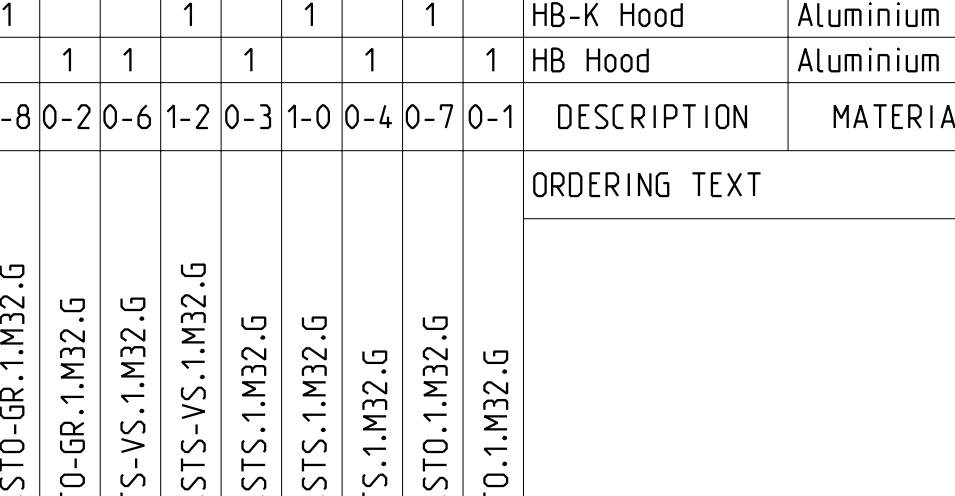 1 1 1 1 HB-K Hood Aluminium
1 1 1 1 1 HB Hood Aluminium
-8 0-2 0-6 1-2 0-3 1-0 0-4 0-7 0-1 DESCRIPTION MATERIA
ORDERING TEXT
STO-GR.1.M32.G
TO-GR.1.M32.G
TS-VS.1.M32.G
STS-VS.1.M32.G
STS.1.M32.G
STS.1.M32.G
TS.1.M32.G
STO.1.M32.G
TO.1.M32.G